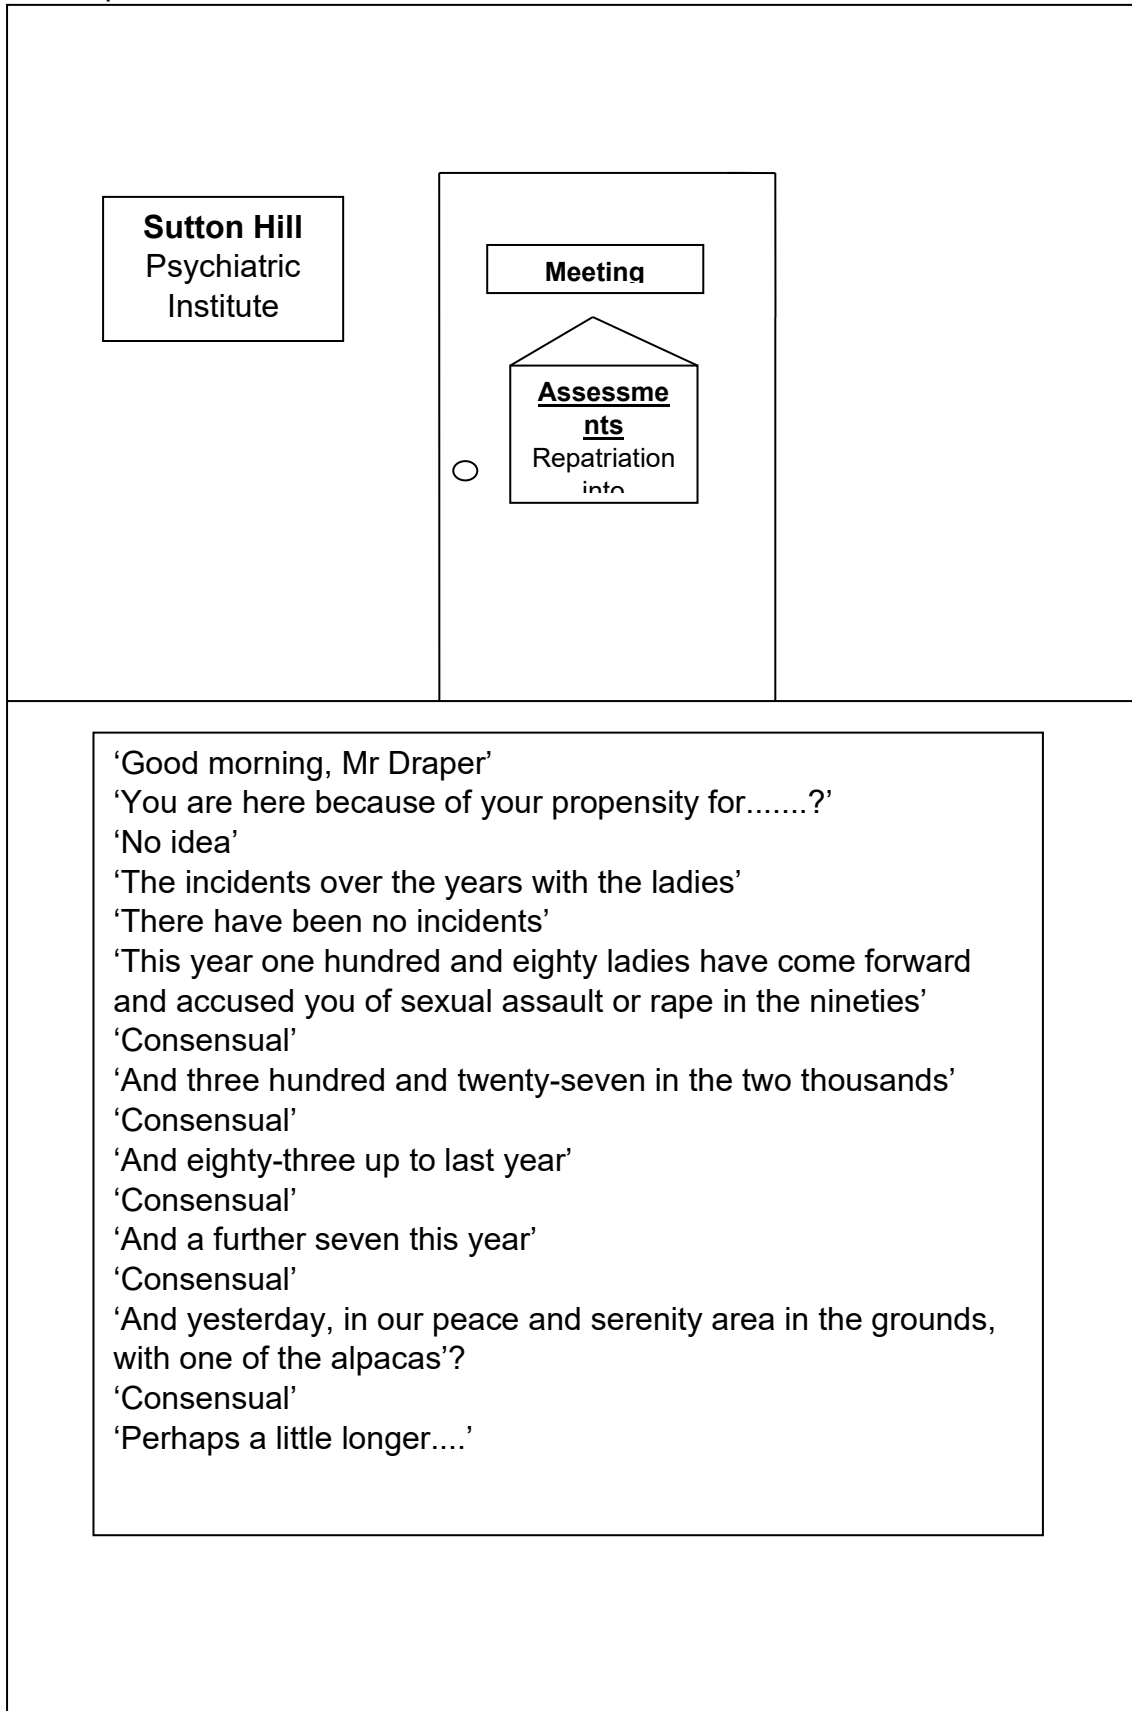 Sutton Hill
Psychiatric
Institute
Meeting
Assessme
nts
Repatriation
into
‘Good morning, Mr Draper’
‘You are here because of your propensity for.......?’
‘No idea’
‘The incidents over the years with the ladies’
‘There have been no incidents’
‘This year one hundred and eighty ladies have come forward
and accused you of sexual assault or rape in the nineties’
‘Consensual’
‘And three hundred and twenty-seven in the two thousands’
‘Consensual’
‘And eighty-three up to last year’
‘Consensual’
‘And a further seven this year’
‘Consensual’
‘And yesterday, in our peace and serenity area in the grounds,
with one of the alpacas’?
‘Consensual’
‘Perhaps a little longer....’